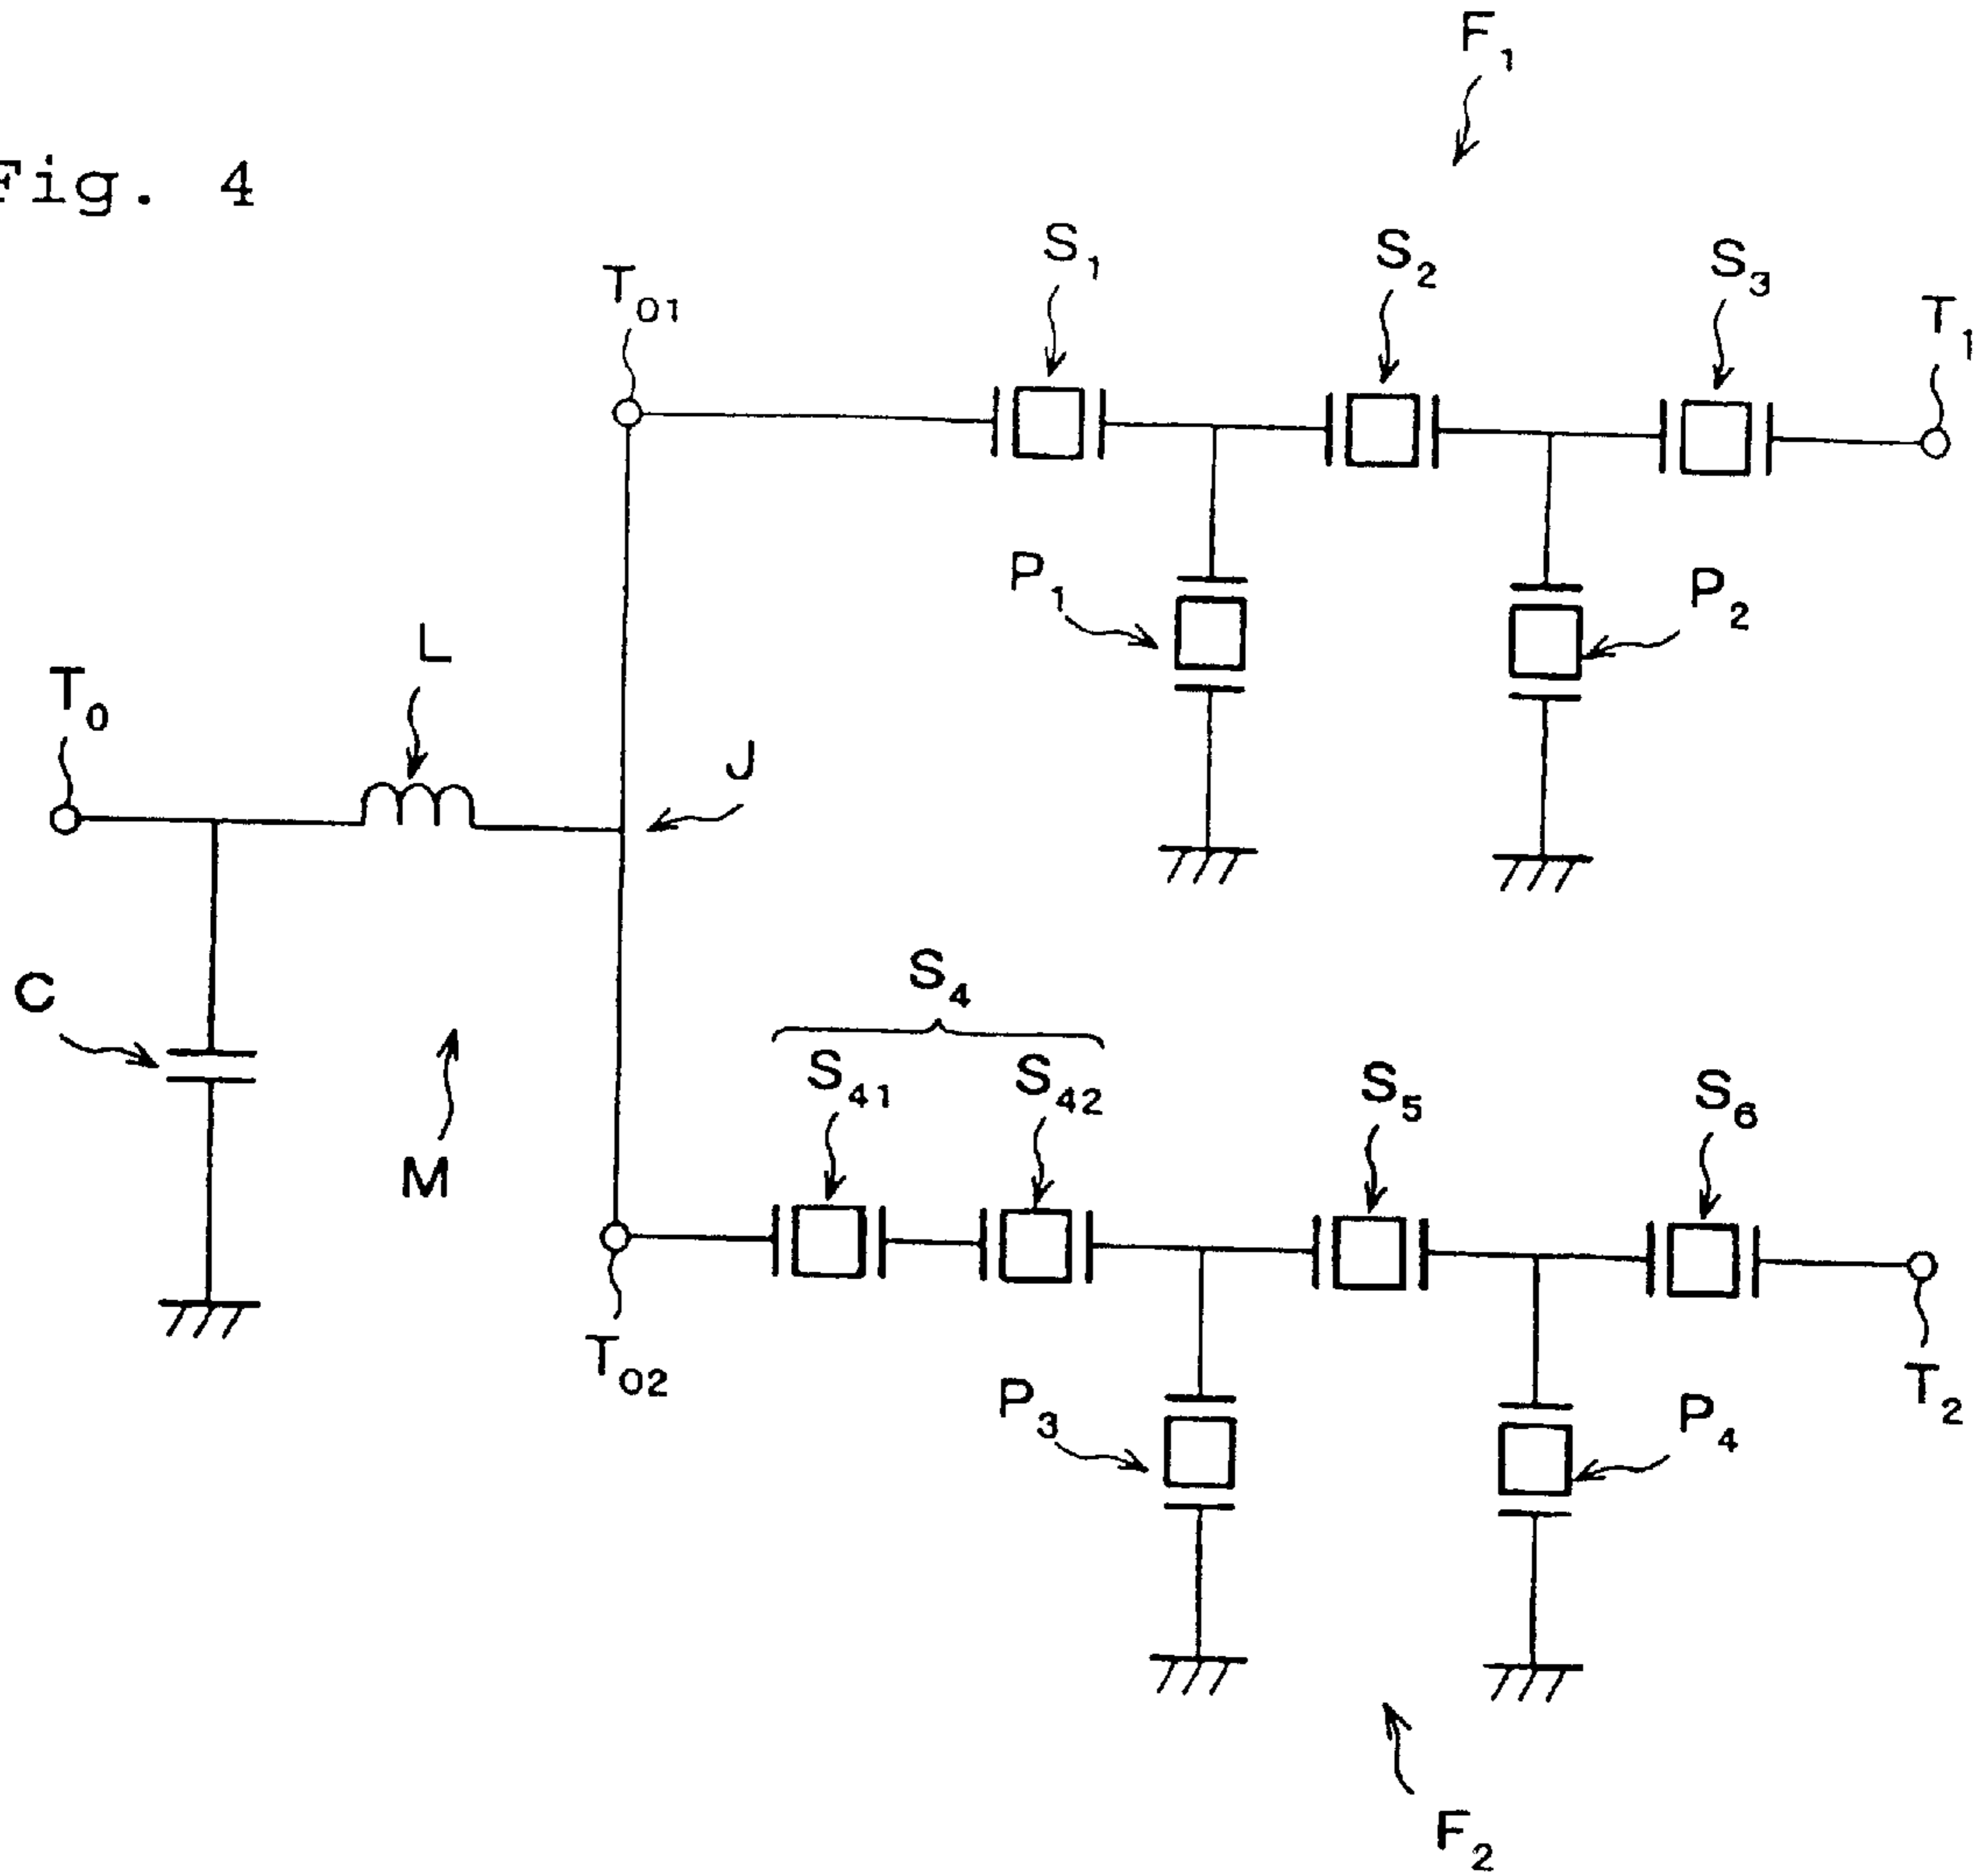 F₁
Fig. 4
S₁
S₂
S₃
T₀₁
T₁
P₁
P₂
L
T₀
J
S₄
C
S₄₁
S₄₂
S₅
S₆
M
T₀₂
P₃
P₄
T₂
F₂